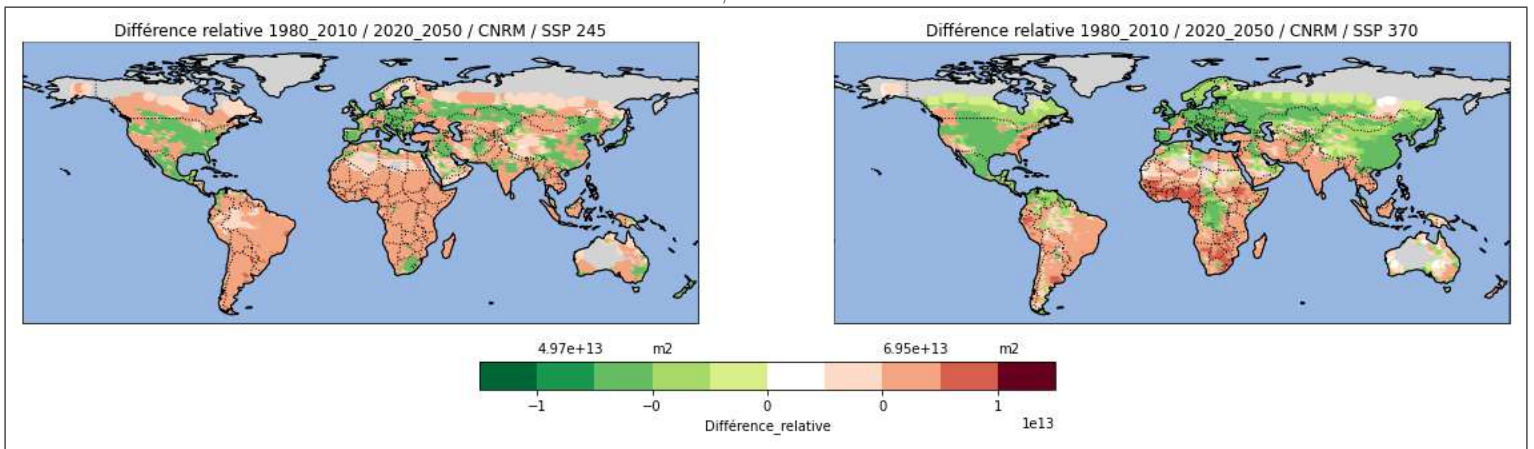 Différence relative 1980_2010 / 2020_2050 / CNRM / SSP 245
Différence relative 1980_2010 / 2020_2050 / CNRM / SSP 370
4.97e+13 m2 6.95e+13 m2
−1 −0 0 0 1
1e13
Différence_relative